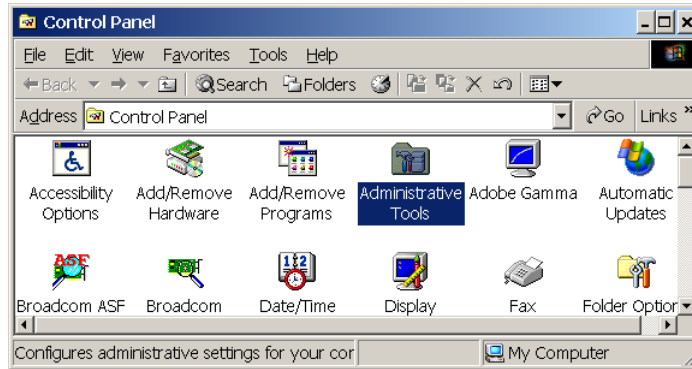 Control Panel
File Edit View Favorites Tools Help
Back Search Folders
Address Control Panel Go Links »
Accessibility Options
Add/Remove Hardware
Add/Remove Programs
Administrative Tools
Adobe Gamma
Automatic Updates
ASF
Broadcom ASF
Broadcom
12
Date/Time
Display
Fax
Folder Option
Configures administrative settings for your cor
My Computer